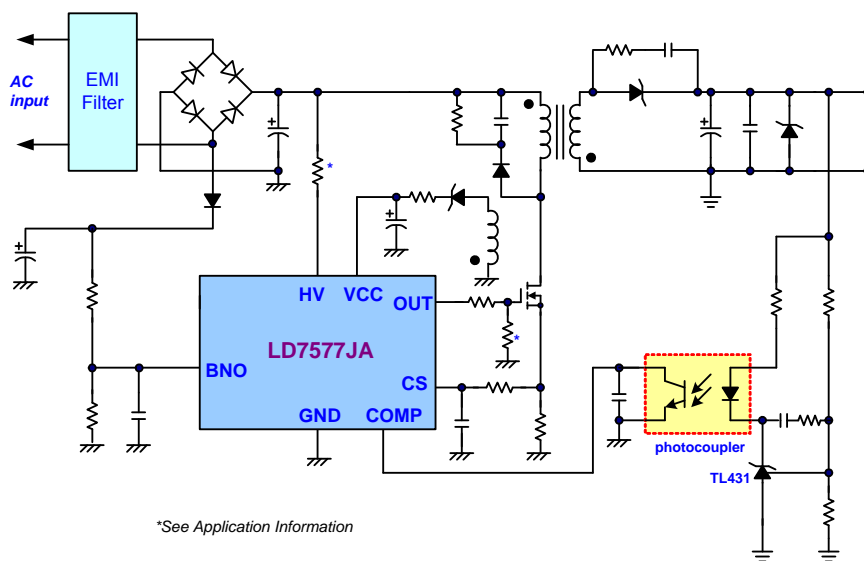 AC
input
EMI
Filter
+
+
*
+
+
HV
VCC
OUT
*
LD7577JA
BNO
CS
GND
COMP
photocoupler
TL431
*See Application Information